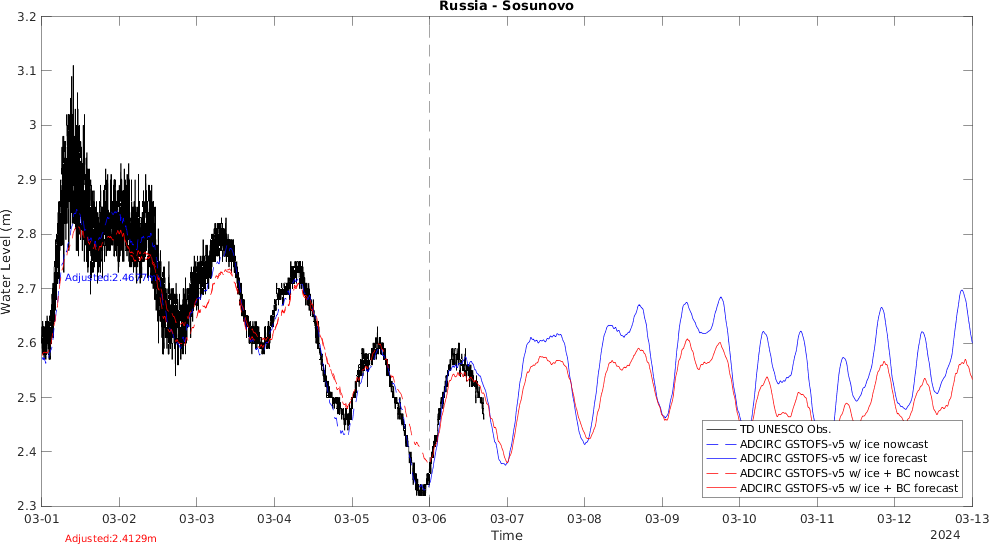 Russia - Sosunovo
3.2
3.1
3
2.9
2.8
2.7
2.6
2.5
2.4
2.3
Water Level (m)
Adjusted:2.4677m
TD UNESCO Obs.
ADCIRC GSTOFS-v5 w/ ice nowcast
ADCIRC GSTOFS-v5 w/ ice forecast
ADCIRC GSTOFS-v5 w/ ice + BC nowcast
ADCIRC GSTOFS-v5 w/ ice + BC forecast
03-01 03-02 03-03 03-04 03-05 03-06 03-07 03-08 03-09 03-10 03-11 03-12 03-13
Time
2024
Adjusted:2.4129m